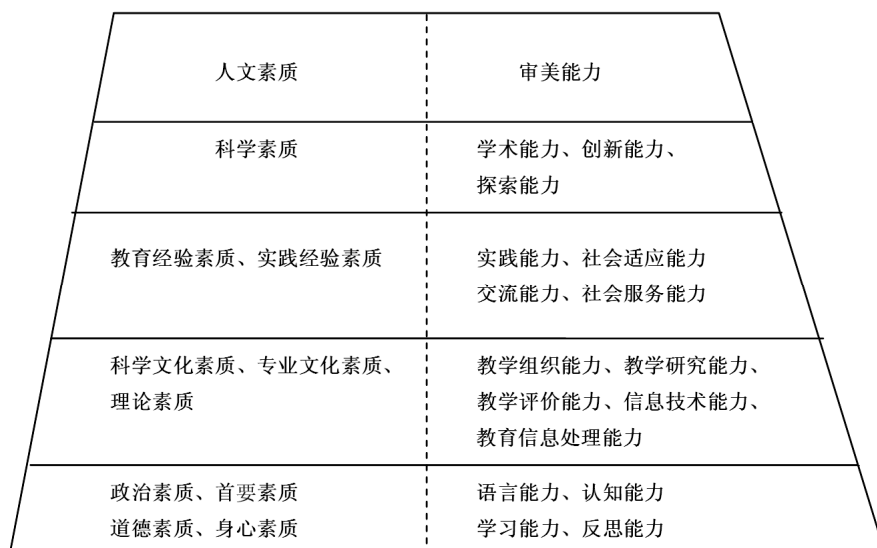 人文素质
审美能力
科学素质
学术能力、创新能力、
探索能力
教育经验素质、实践经验素质
实践能力、社会适应能力
交流能力、社会服务能力
科学文化素质、专业文化素质、
理论素质
教学组织能力、教学研究能力、
教学评价能力、信息技术能力、
教育信息处理能力
政治素质、首要素质
道德素质、身心素质
语言能力、认知能力
学习能力、反思能力